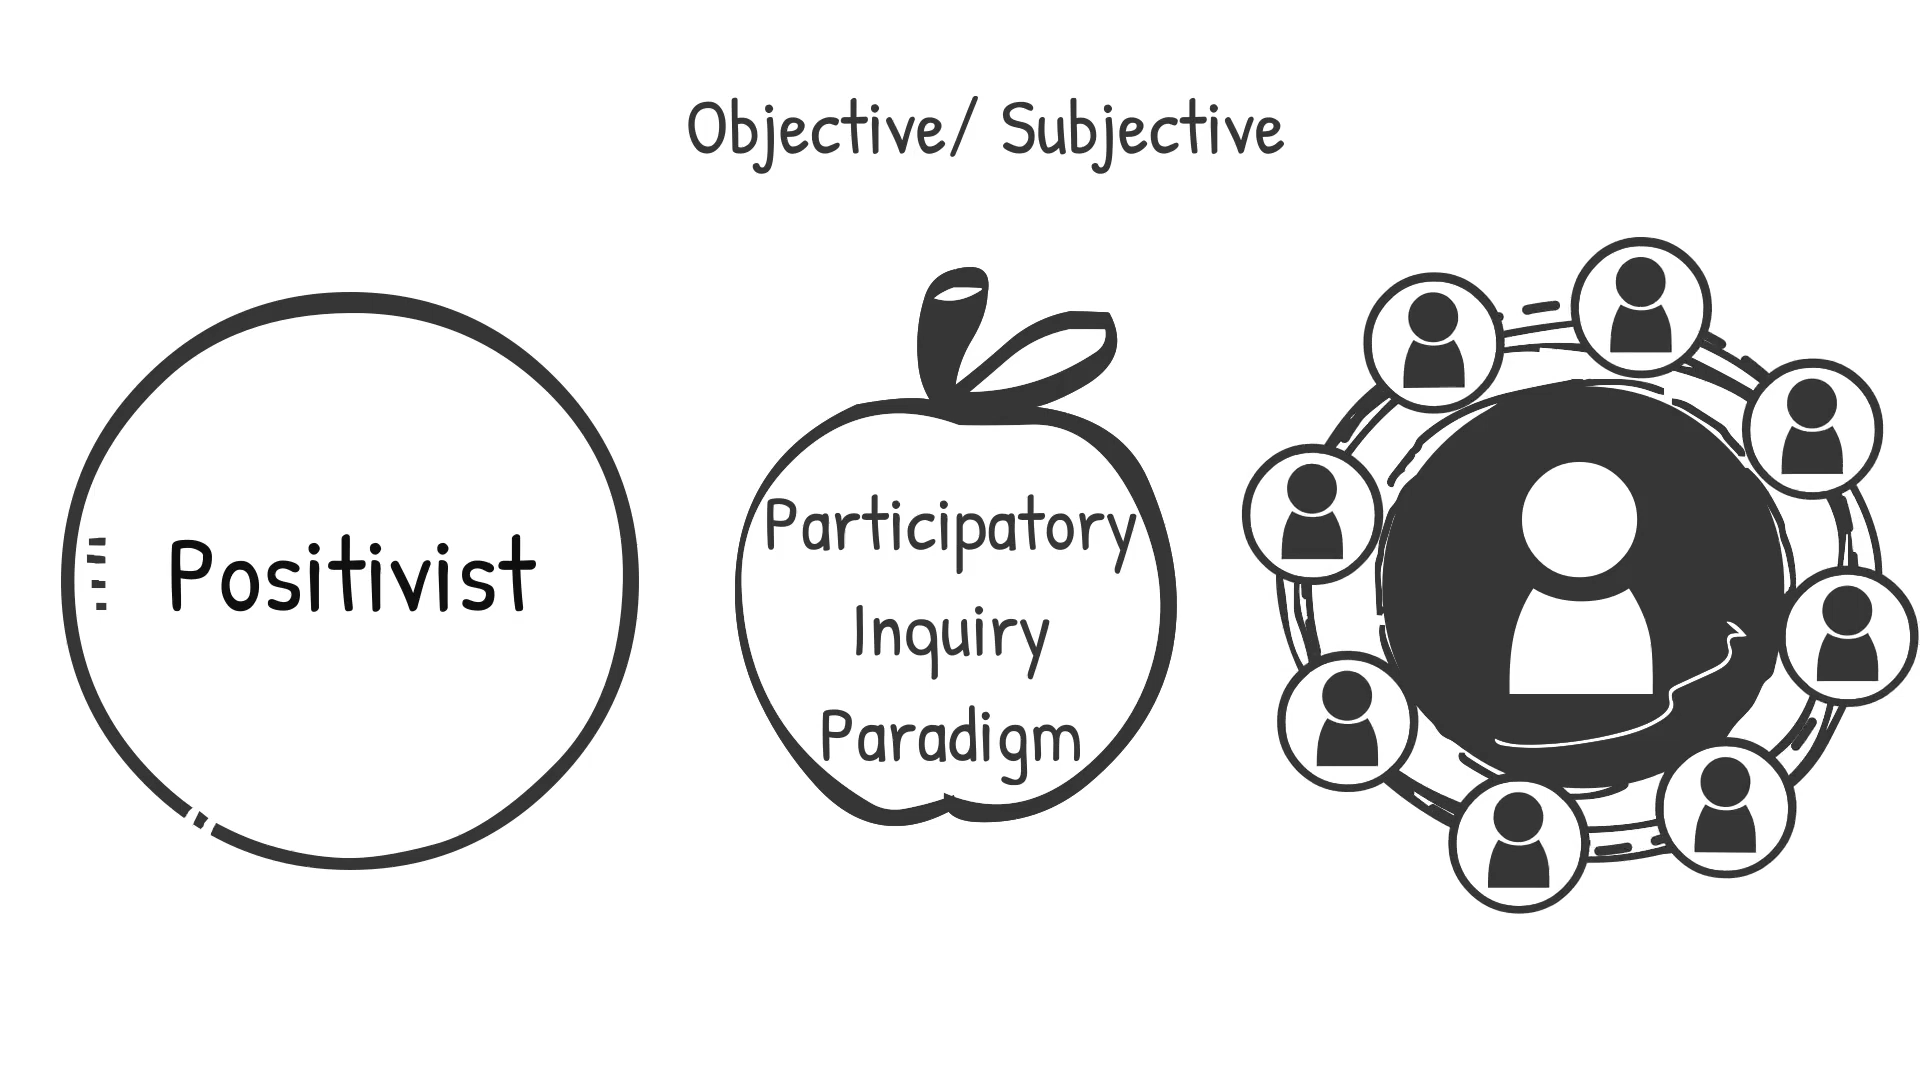 Objective/ Subjective
Positivist
Participatory
Inquiry
Paradigm